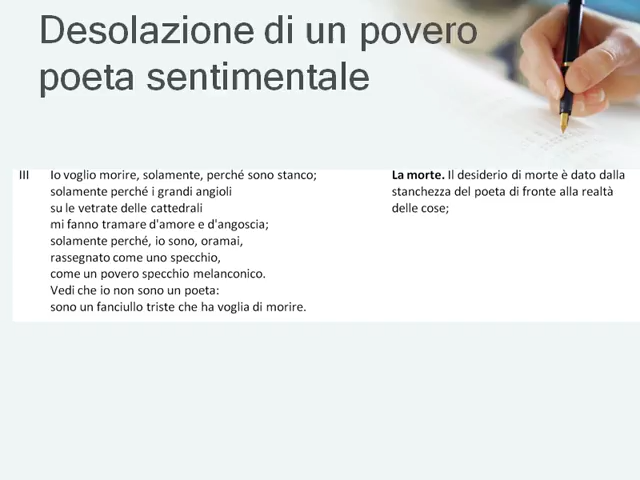 Desolazione di un povero
poeta sentimentale
III Io voglio morire, solamente, perché sono stanco;
solamente perché i grandi angioli
su le vetrate delle cattedrali
mi fanno tramare d'amore e d'angoscia;
solamente perché, io sono, oramai,
rassegnato come uno specchio,
come un povero specchio melanconico.
Vedi che io non sono un poeta:
sono un fanciullo triste che ha voglia di morire.
La morte. Il desiderio di morte è dato dalla
stanchezza del poeta di fronte alla realtà
delle cose;